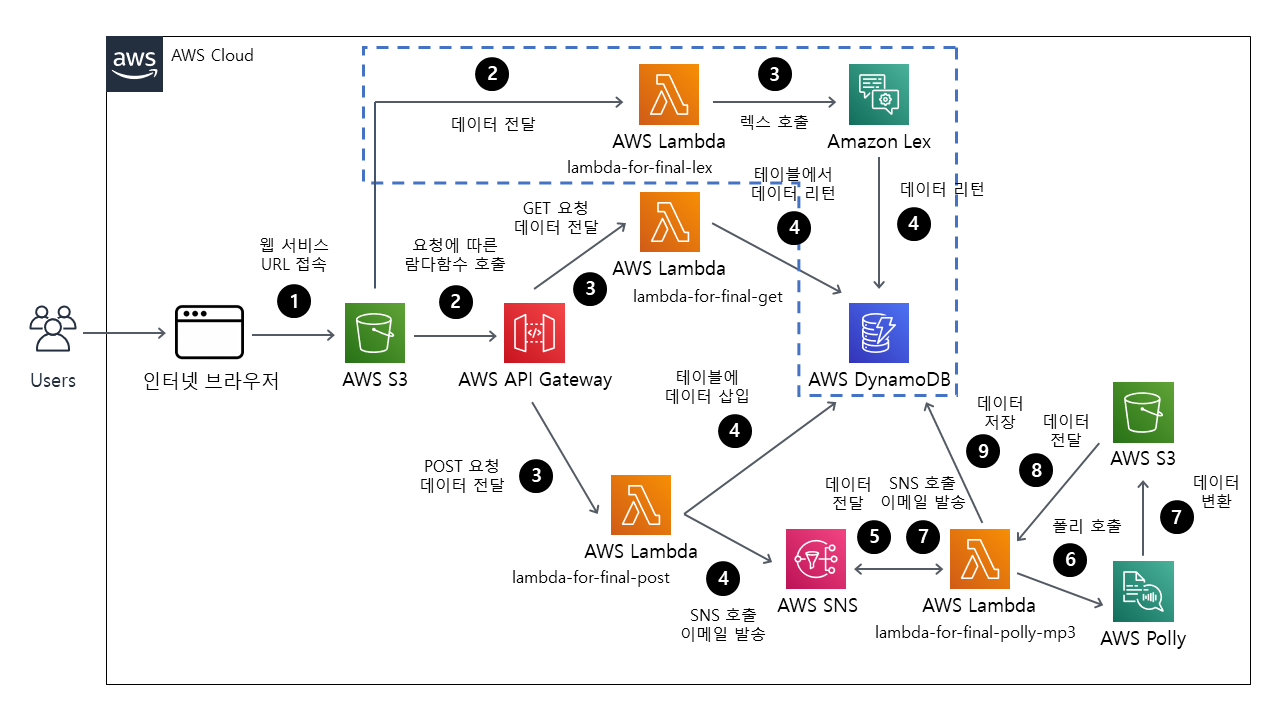 aws
AWS Cloud
2
데이터 전달
AWS Lambda
lambda-for-final-lex
3
렉스 호출
Amazon Lex
테이블에서
데이터 리턴
4
데이터 리턴
4
GET 요청
데이터 전달
3
AWS Lambda
lambda-for-final-get
웹 서비스
URL 접속
1
요청에 따른
람다함수 호출
2
Users
인터넷 브라우저
AWS S3
AWS API Gateway
AWS DynamoDB
테이블에
데이터 삽입
4
POST 요청
데이터 전달
3
AWS Lambda
lambda-for-final-post
4
SNS 호출
이메일 발송
AWS SNS
데이터
전달
5
SNS 호출
이메일 발송
7
AWS Lambda
lambda-for-final-polly-mp3
데이터
저장
9
데이터
전달
8
AWS S3
데이터
변환
7
폴리 호출
6
AWS Polly